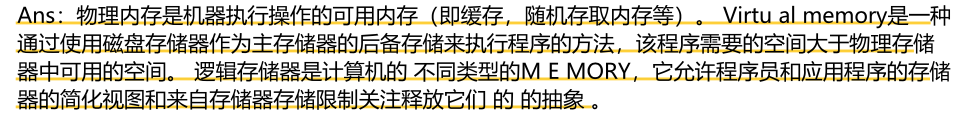 Ans：物理内存是机器执行操作的可用内存（即缓存，随机存取内存等）。 Virtu al memory是一种
通过使用磁盘存储器作为主存储器的后备存储来执行程序的方法，该程序需要的空间大于物理存储
器中可用的空间。 逻辑存储器是计算机的 不同类型的M E MORY，它允许程序员和应用程序的存储
器的简化视图和来自存储器存储限制关注释放它们 的 的抽象 。